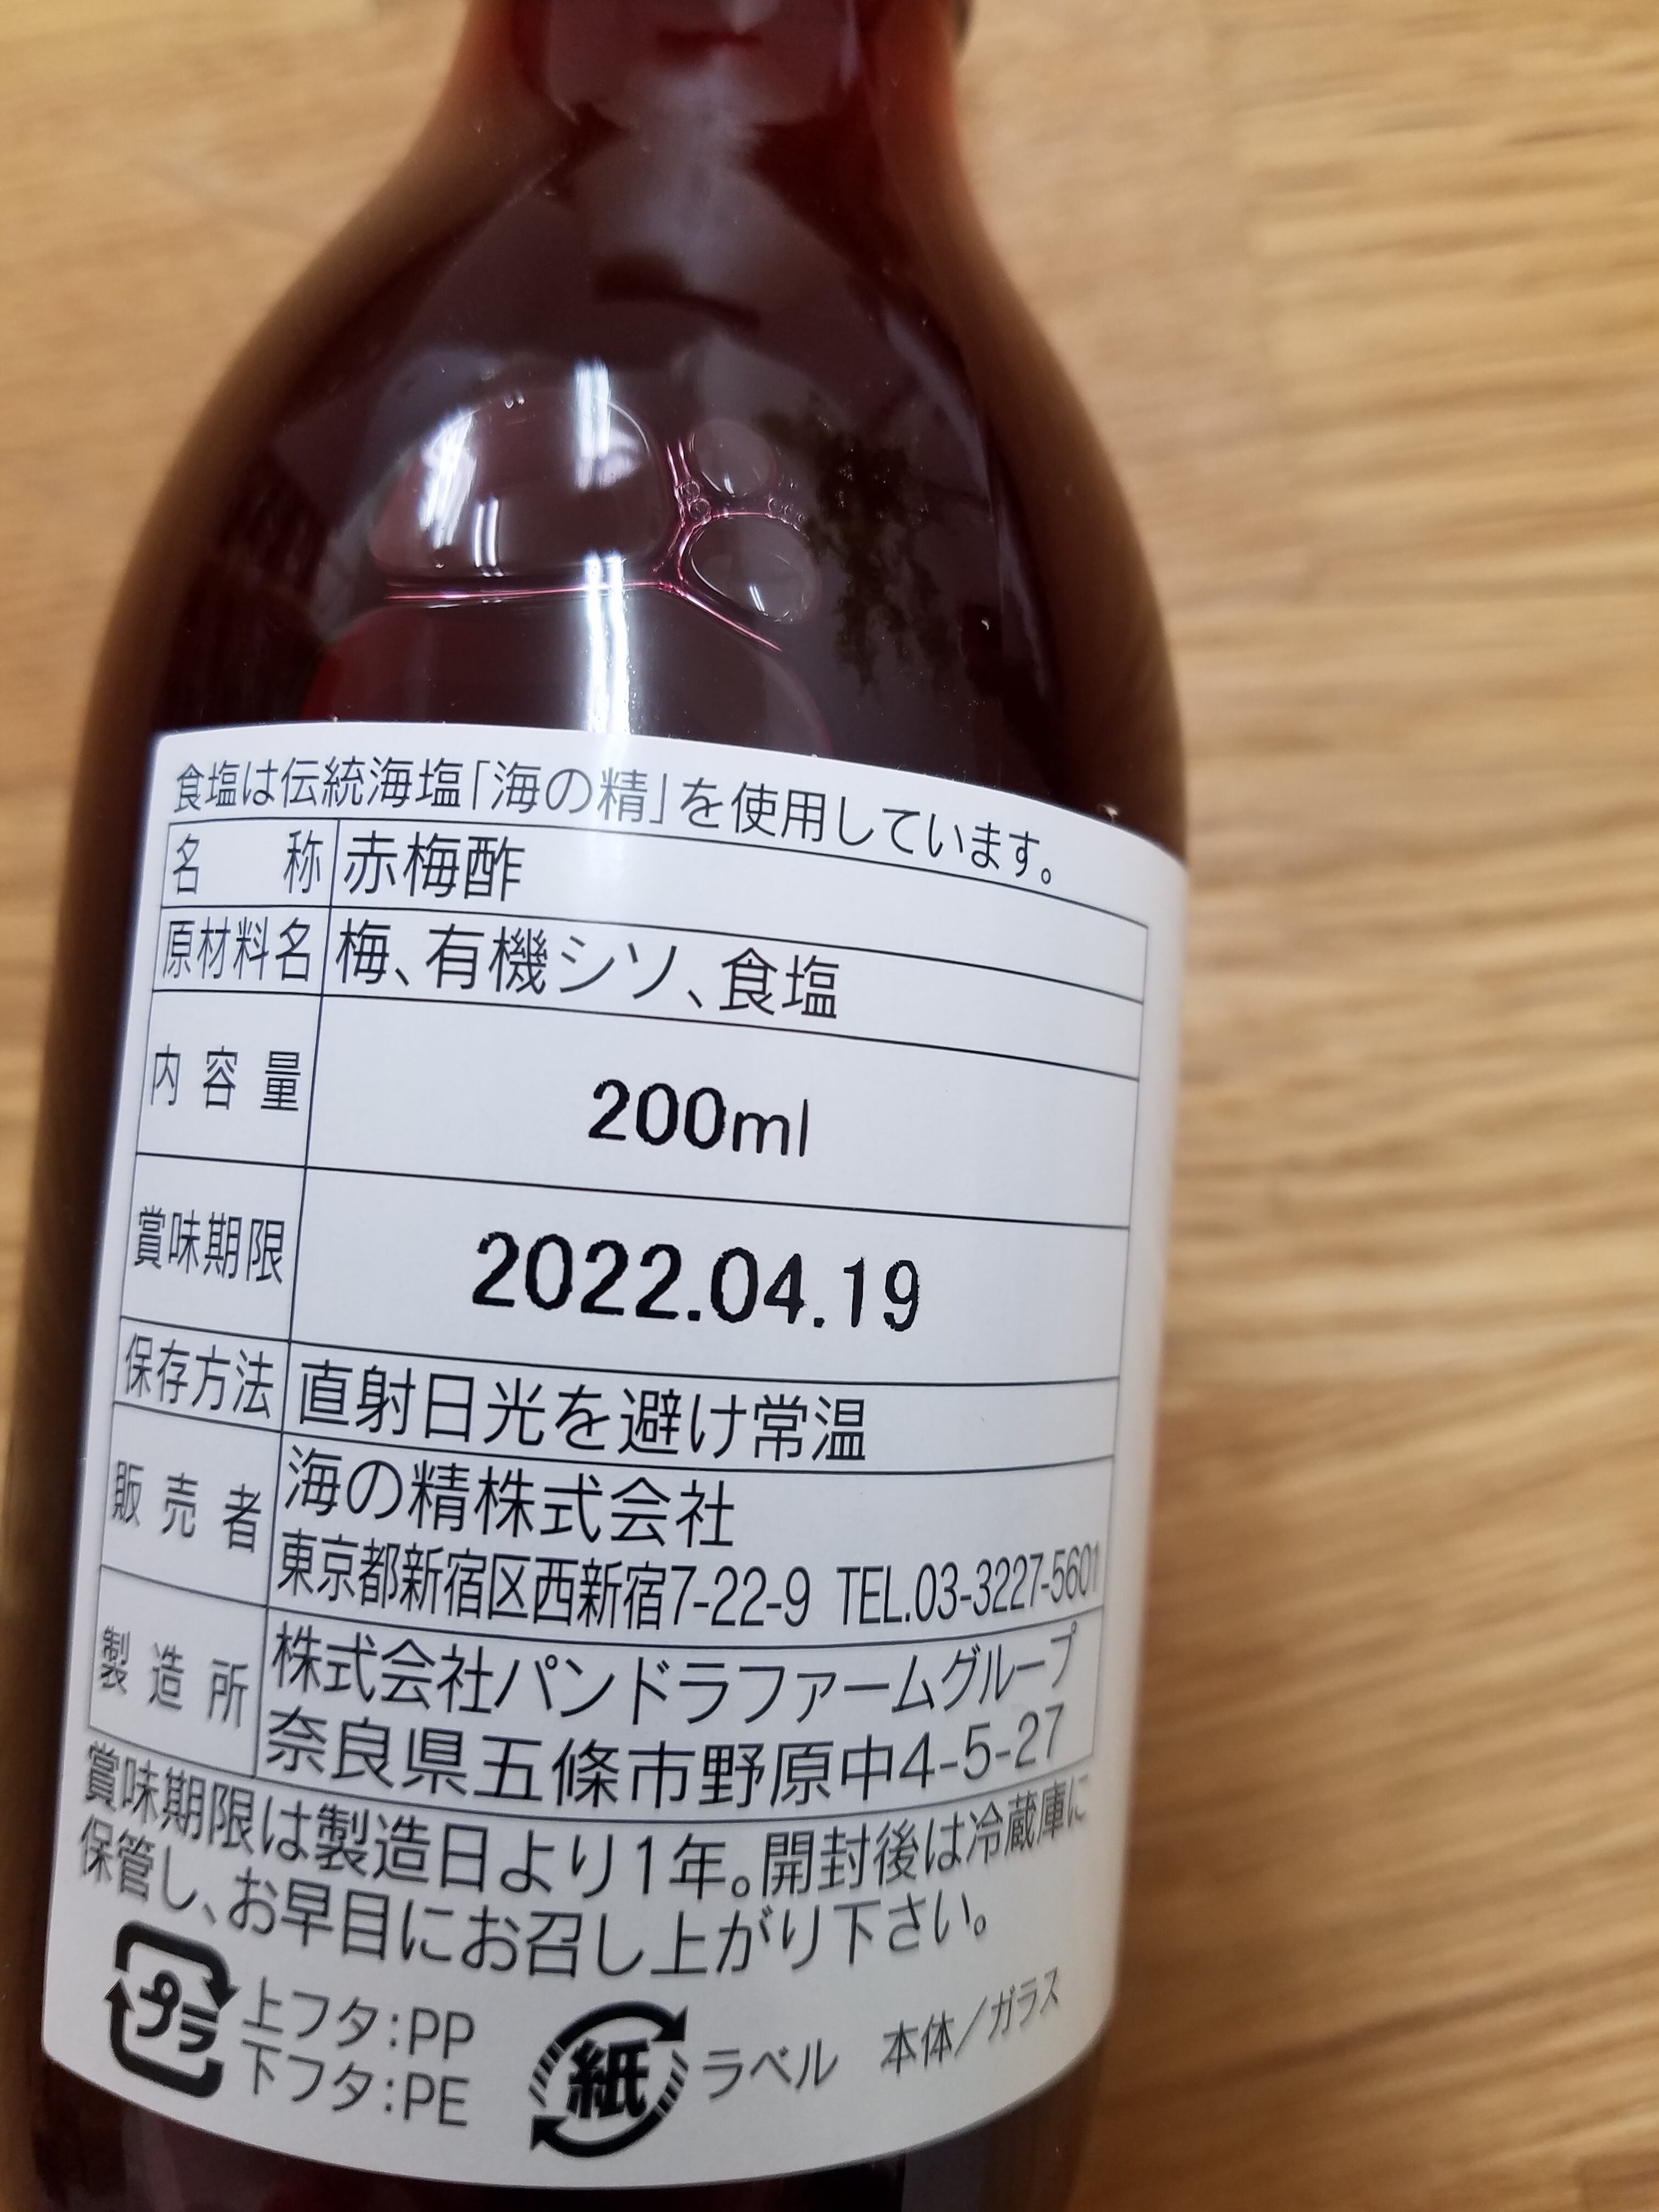 食塩は伝統海塩「海の精」を使用しています。
名称 赤梅酢
原材料名 梅、有機シソ、食塩
内容量 200ml
賞味期限 2022.04.19
保存方法 直射日光を避け常温
販売者 海の精株式会社
東京都新宿区西新宿7-22-9 TEL.03-3227-5601
製造所 株式会社パンドラファームグループ
奈良県五條市野原中4-5-27
賞味期限は製造日より1年。開封後は冷蔵庫に
保管し、お早目にお召し上がり下さい。
プラ 上フタ:PP
下フタ:PE
紙 ラベル 本体/ガラス